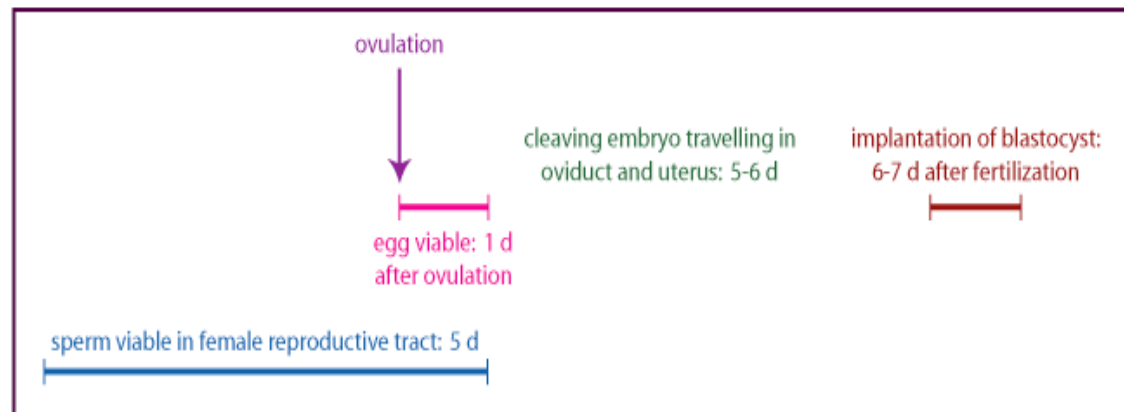 ovulation
cleaving embryo travelling in
oviduct and uterus: 5-6 d
implantation of blastocyst:
6-7 d after fertilization
egg viable: 1 d
after ovulation
sperm viable in female reproductive tract: 5 d